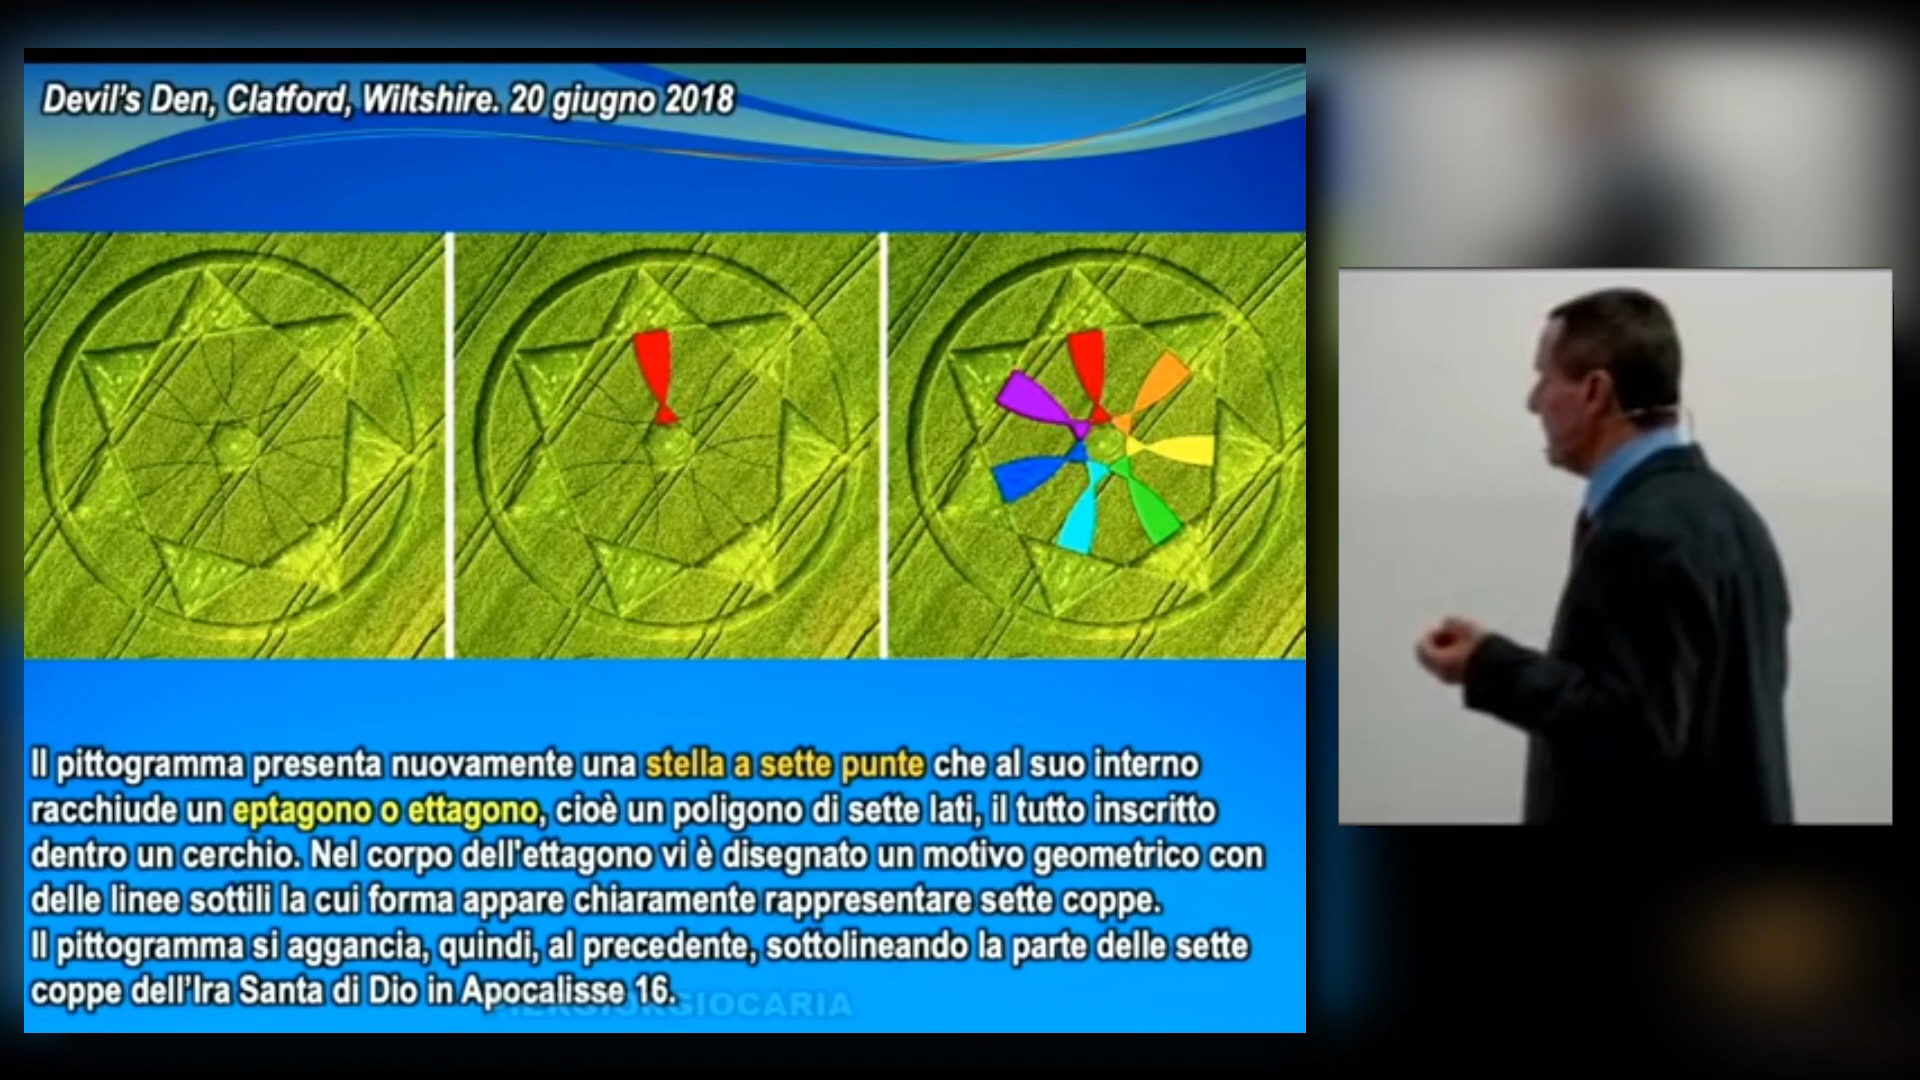 Devil's Den, Clatford, Wiltshire. 20 giugno 2018
Il pittogramma presenta nuovamente una stella a sette punte che al suo interno
racchiude un eptagono o ettagono, cioè un poligono di sette lati, il tutto inscritto
dentro un cerchio. Nel corpo dell'ettagono vi è disegnato un motivo geometrico con
delle linee sottili la cui forma appare chiaramente rappresentare sette coppe.
Il pittogramma si aggancia, quindi, al precedente, sottolineando la parte delle sette
coppe dell'Ira Santa di Dio in Apocalisse 16.
PIERGIORGIOCARIA